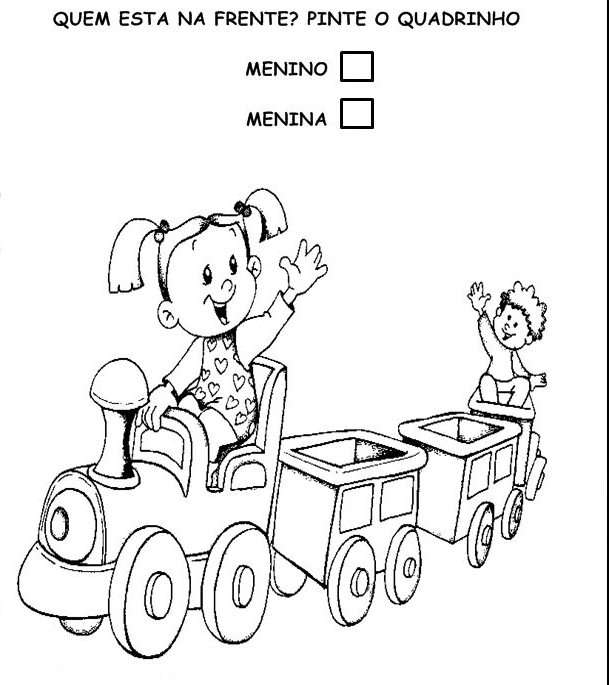 QUEM ESTA NA FRENTE? PINTE O QUADRINHO
MENINO
MENINA